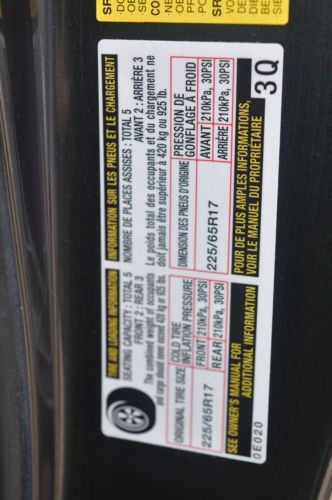 TIRE AND LOADING INFORMATION
SEATING CAPACITY : TOTAL 5
FRONT 2 : REAR 3
The combined weight of occupants
and cargo should never exceed 420 kg or 925 lbs.
ORIGINAL TIRE SIZE
COLD TIRE
INFLATION PRESSURE
225/65R17
FRONT 210kPa, 30PSI
REAR 210kPa, 30PSI
SEE OWNER'S MANUAL FOR
ADDITIONAL INFORMATION
0E020
INFORMATION SUR LES PNEUS ET LE CHARGEMENT
NOMBRE DE PLACES ASSISES : TOTAL 5
AVANT 2 : ARRIÈRE 3
Le poids total des occupants et du chargement ne
doit jamais être supérieur à 420 kg ou 925 lb.
DIMENSION DES PNEUS D'ORIGINE
PRESSION DE
GONFLAGE À FROID
225/65R17
AVANT 210kPa, 30PSI
ARRIÈRE 210kPa, 30PSI
POUR DE PLUS AMPLES INFORMATIONS,
VOIR LE MANUEL DU PROPRIÉTAIRE
3Q